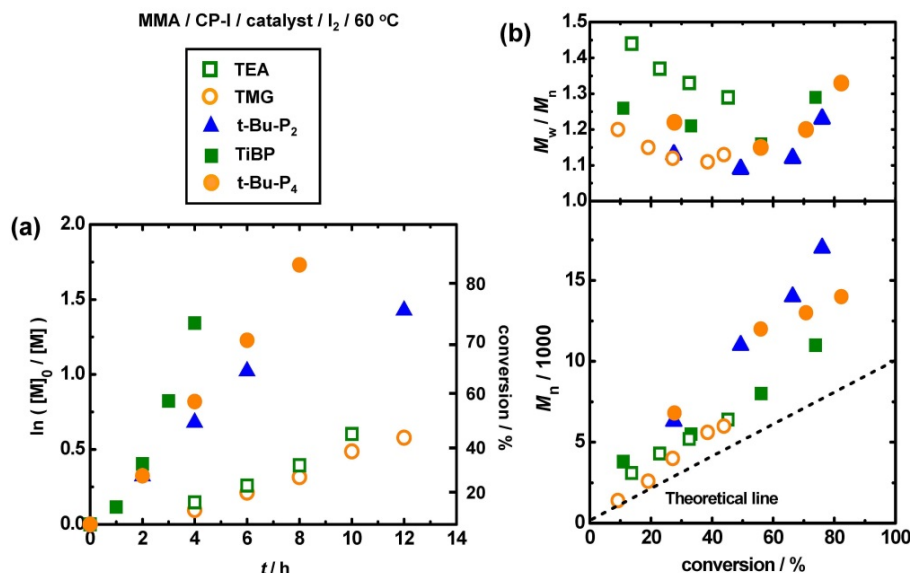 MMA / CP-I / catalyst / I2 / 60 °C
TEA
TMG
t-Bu-P2
TiBP
t-Bu-P4
(a)
2.0
1.5
1.0
0.5
0.0
ln ( [M]0 / [M] )
80
70
60
40
20
conversion / %
0 2 4 6 8 10 12 14
t / h
(b)
1.5
1.4
1.3
1.2
1.1
1.0
Mw / Mn
15
10
5
0
Mn / 1000
Theoretical line
0 20 40 60 80 100
conversion / %